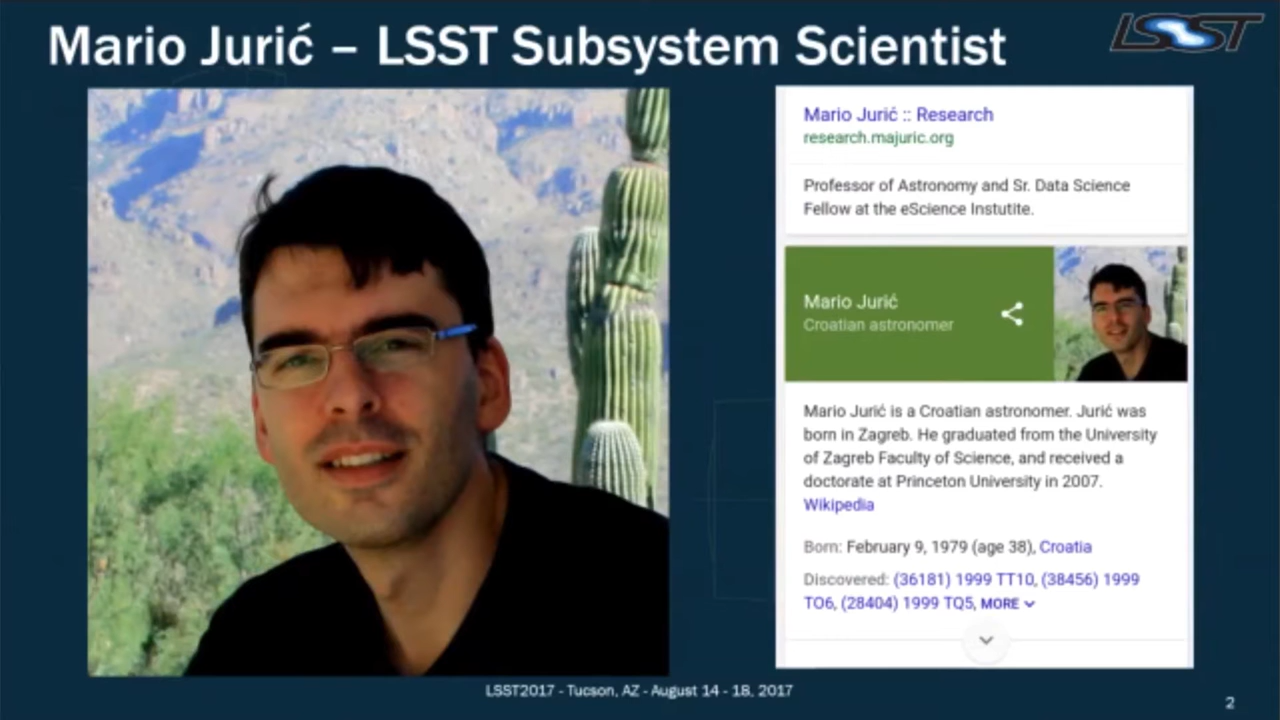 Mario Jurić – LSST Subsystem Scientist
LSST
Mario Jurić :: Research
research.majuric.org
Professor of Astronomy and Sr. Data Science
Fellow at the eScience Instutite.
Mario Jurić
Croatian astronomer
Mario Jurić is a Croatian astronomer. Jurić was
born in Zagreb. He graduated from the University
of Zagreb Faculty of Science, and received a
doctorate at Princeton University in 2007.
Wikipedia
Born: February 9, 1979 (age 38), Croatia
Discovered: (36181) 1999 TT10, (38456) 1999
TO6, (28404) 1999 TQ5, MORE
LSST2017 - Tucson, AZ - August 14 - 18, 2017
2